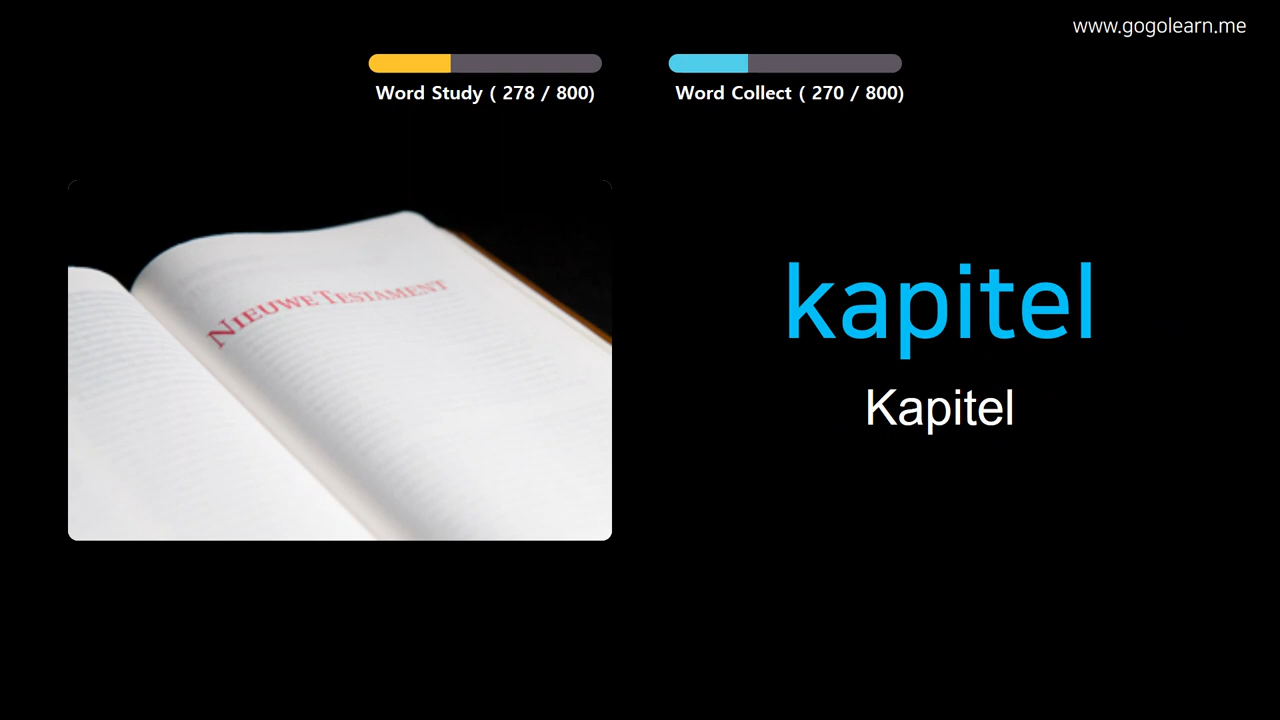 www.gogolearn.me
Word Study ( 278 / 800)
Word Collect ( 270 / 800)
NIEUWE TESTAMENT
kapitel
Kapitel